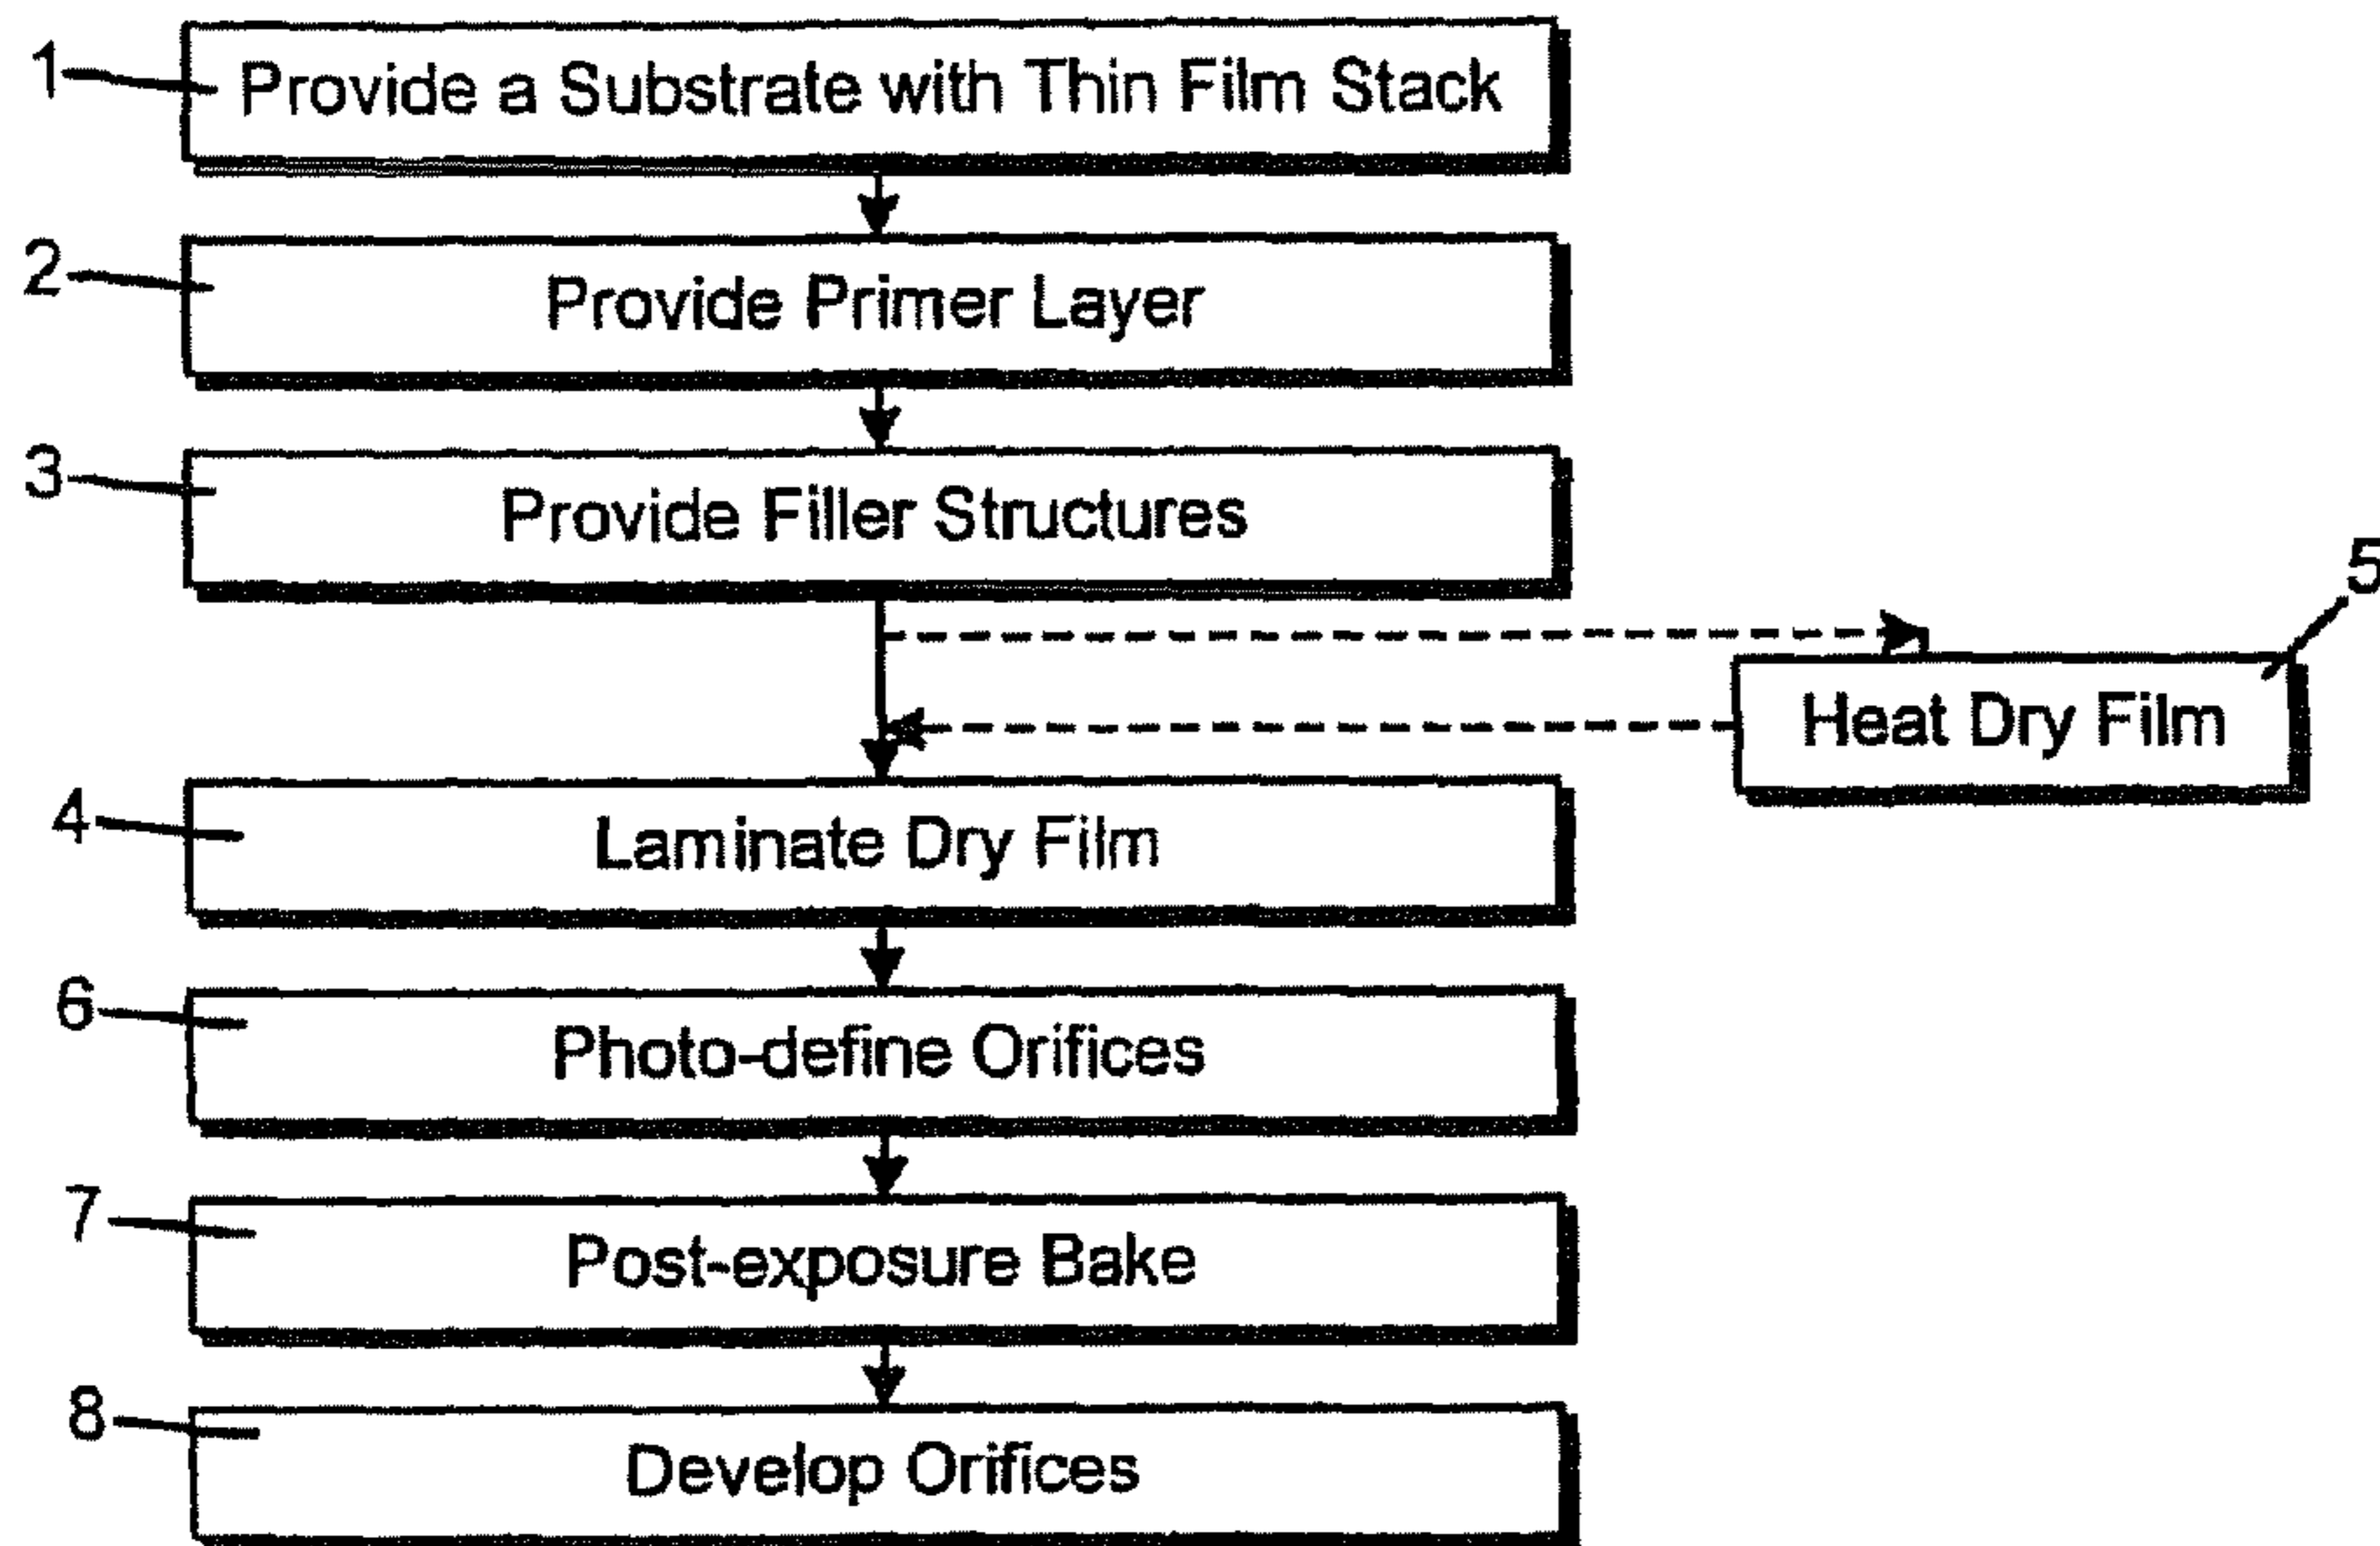 1 Provide a Substrate with Thin Film Stack
2 Provide Primer Layer
3 Provide Filler Structures
5 Heat Dry Film
4 Laminate Dry Film
6 Photo-define Orifices
7 Post-exposure Bake
8 Develop Orifices